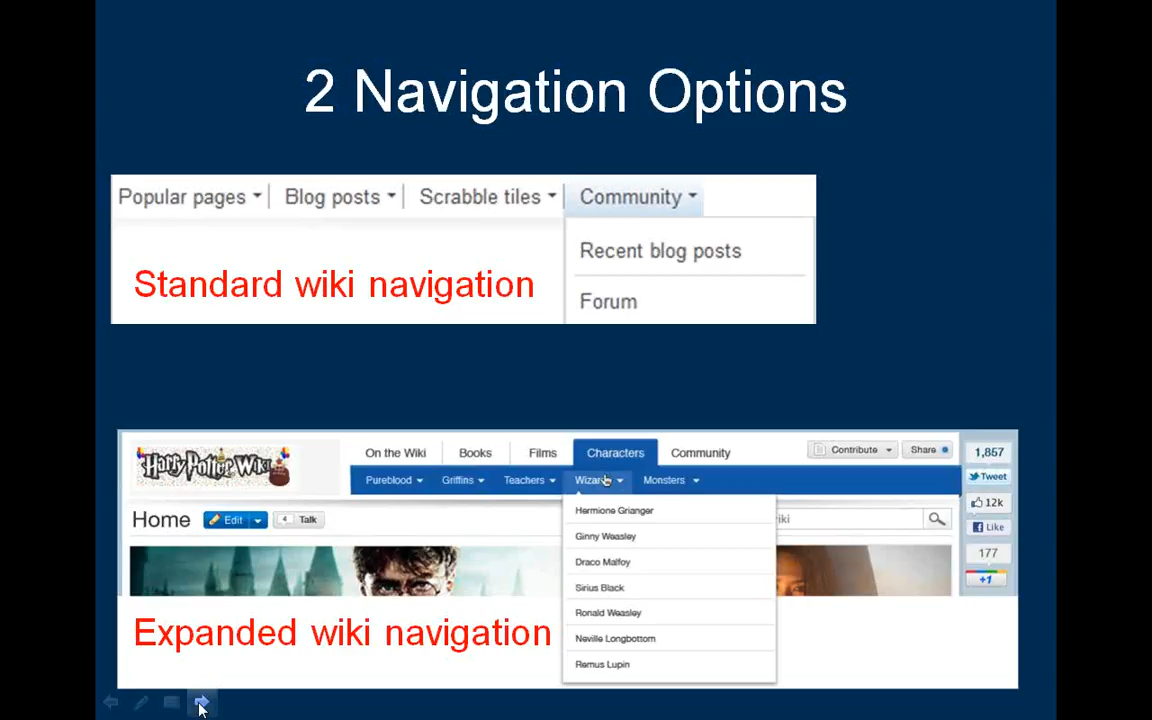 2 Navigation Options
Popular pages Blog posts Scrabble tiles Community
Recent blog posts
Standard wiki navigation
Forum
Harry Potter Wiki
On the Wiki Books Films Characters Community Contribute Share 1,857
Pureblood Griffins Teachers Monsters Tweet
Hermione Grianger 12k
Home Edit 4 Talk
Ginny Weasley Like
Draco Malfoy 177
+1
Sirius Black
Ronald Weasley
Expanded wiki navigation
Neville Longbottom
Remus Lupin